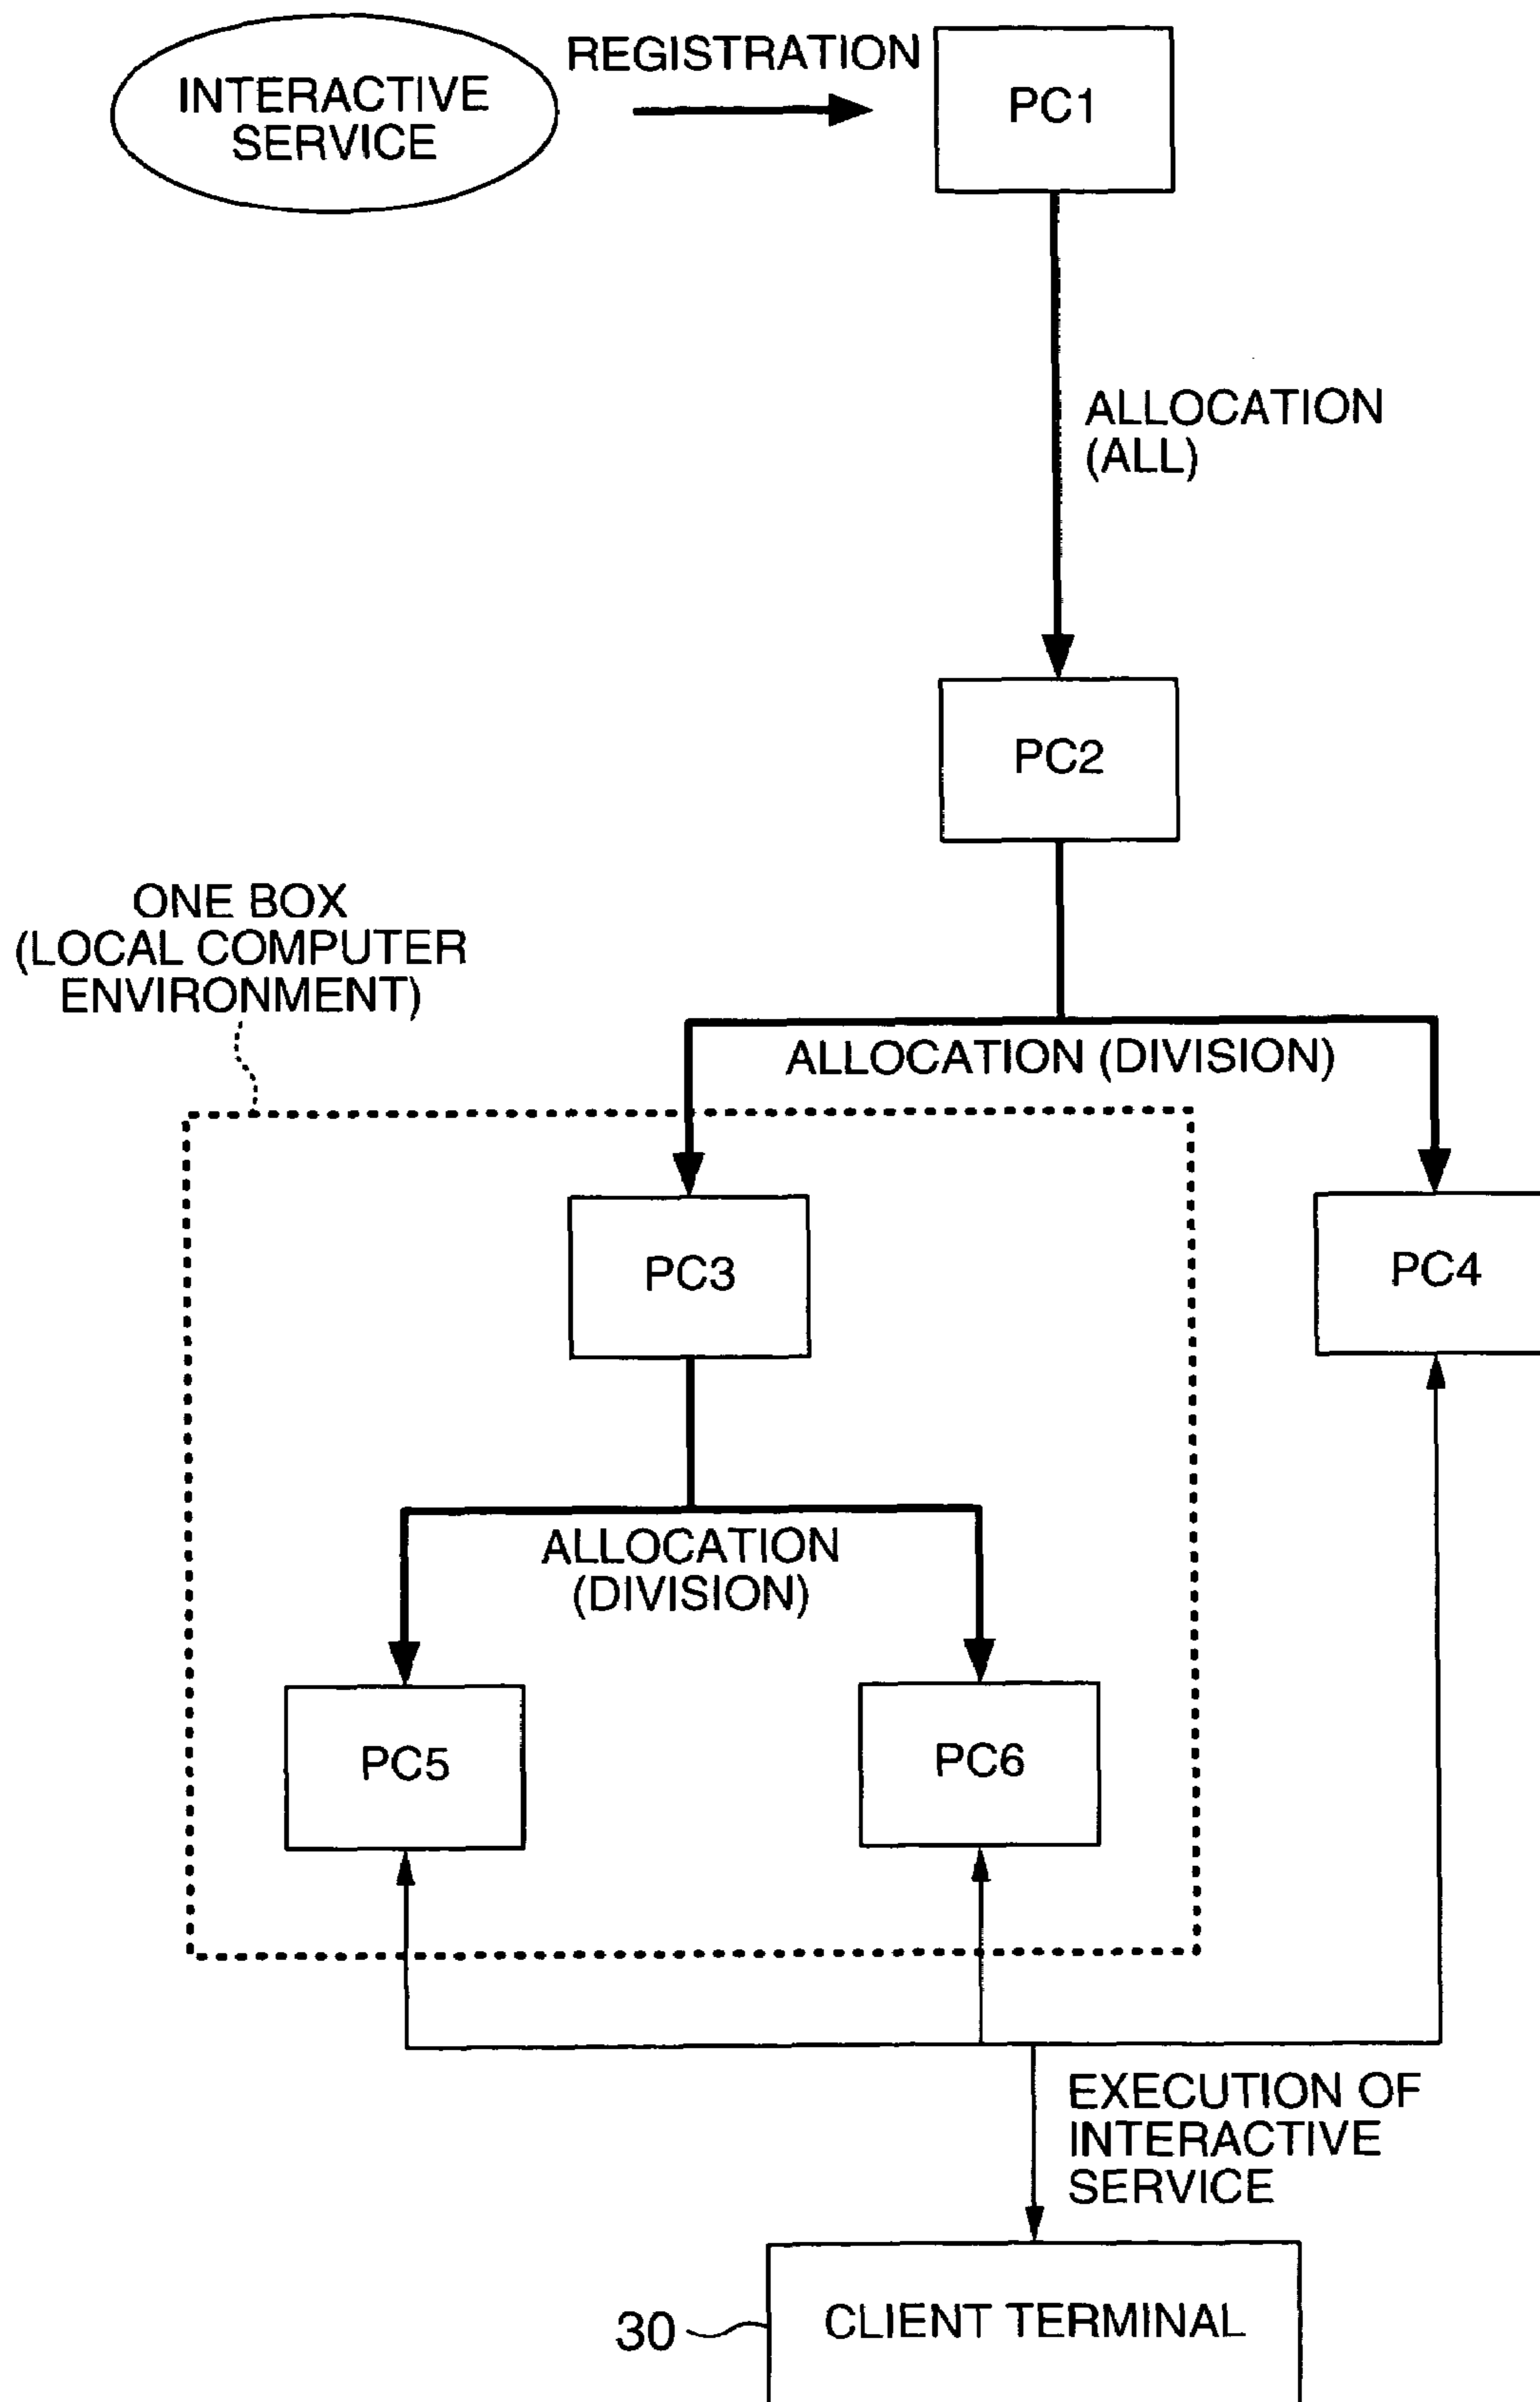 INTERACTIVE
SERVICE
REGISTRATION
PC1
ALLOCATION
(ALL)
PC2
ONE BOX
(LOCAL COMPUTER
ENVIRONMENT)
ALLOCATION (DIVISION)
PC3
PC4
ALLOCATION
(DIVISION)
PC5
PC6
EXECUTION OF
INTERACTIVE
SERVICE
30
CLIENT TERMINAL